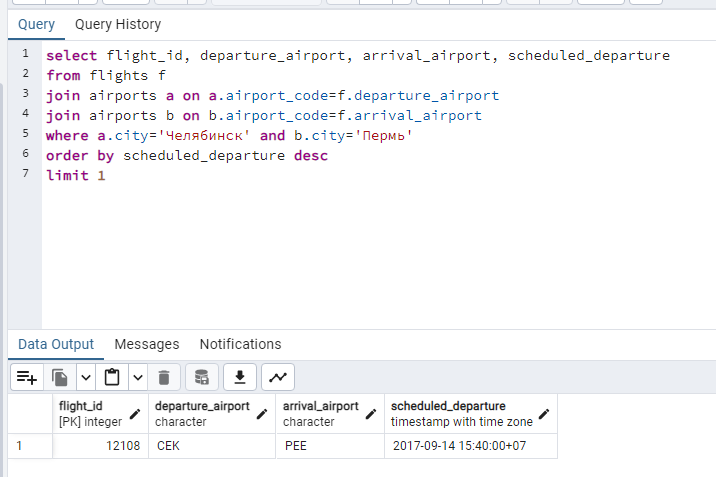 Query Query History
1 select flight_id, departure_airport, arrival_airport, scheduled_departure
2 from flights f
3 join airports a on a.airport_code=f.departure_airport
4 join airports b on b.airport_code=f.arrival_airport
5 where a.city='Челябинск' and b.city='Пермь'
6 order by scheduled_departure desc
7 limit 1
Data Output Messages Notifications
flight_id departure_airport arrival_airport scheduled_departure
[PK] integer character character timestamp with time zone
1 12108 CEK PEE 2017-09-14 15:40:00+07